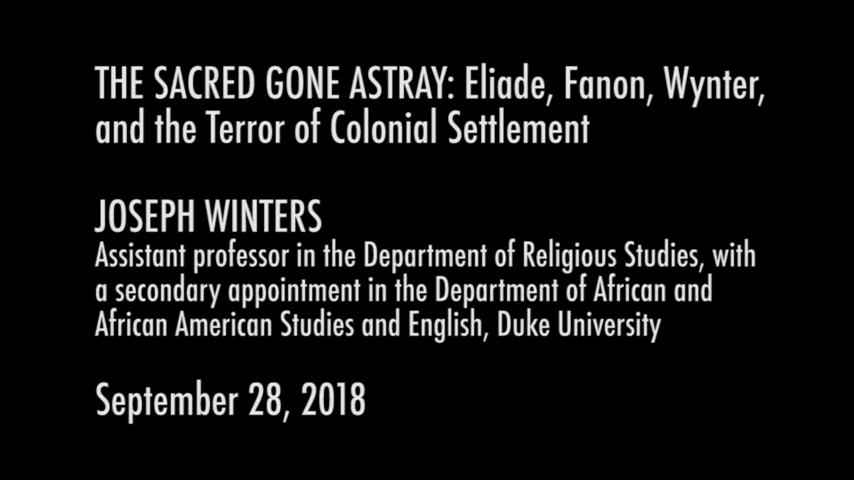 THE SACRED GONE ASTRAY: Eliade, Fanon, Wynter,
and the Terror of Colonial Settlement
JOSEPH WINTERS
Assistant professor in the Department of Religious Studies, with
a secondary appointment in the Department of African and
African American Studies and English, Duke University
September 28, 2018